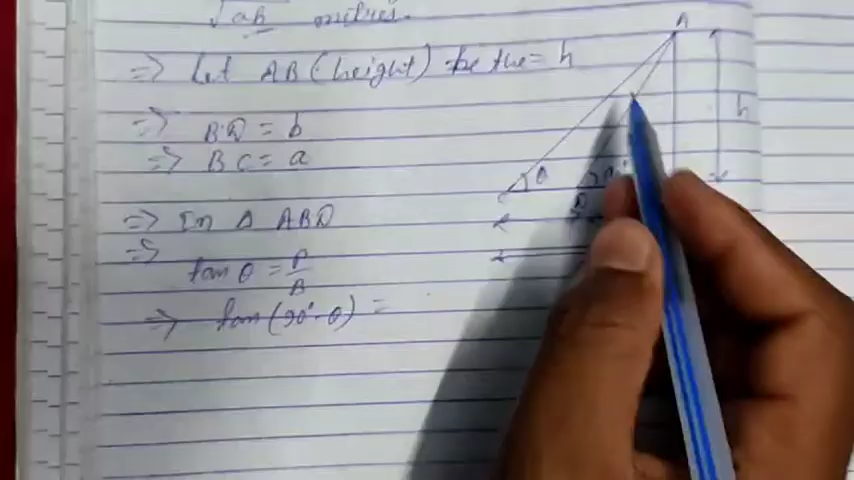 √ab metres.
⇒ Let AB (height) be the = h
⇒ BD = b
⇒ BC = a
⇒ In Δ ABD
⇒
tan θ = P/B
⇒ tan (90°-θ) =
A
h
θ
C
D